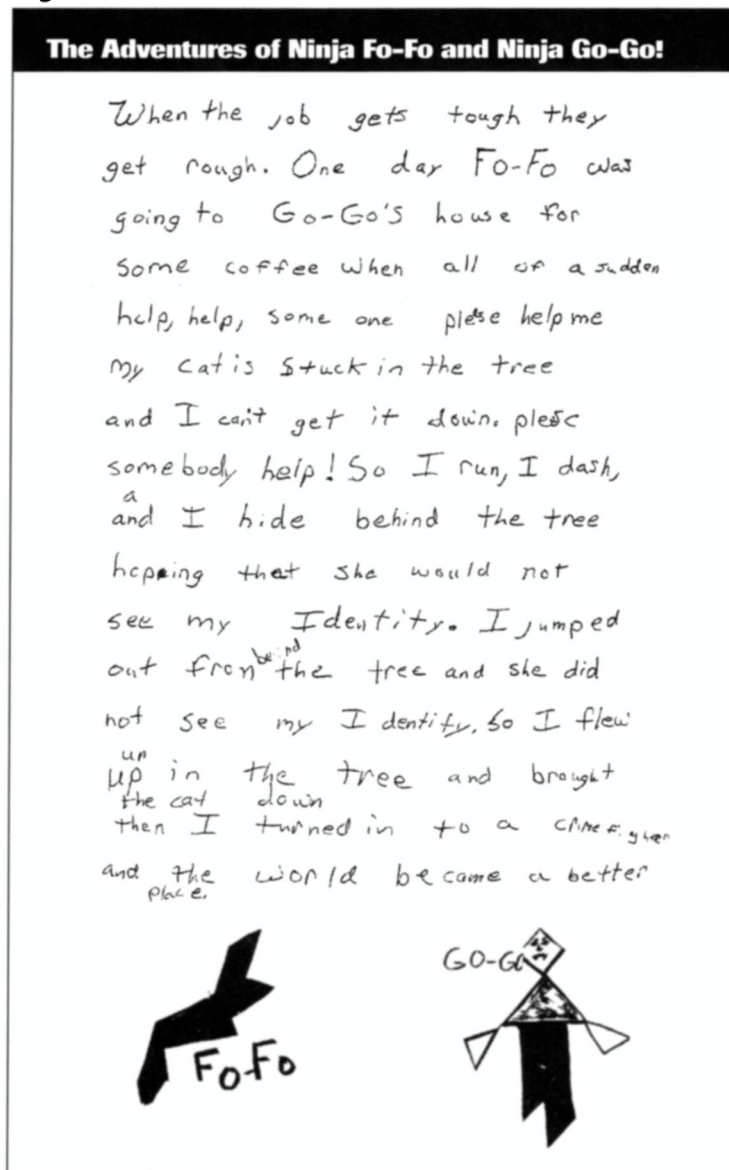 The Adventures of Ninja Fo-Fo and Ninja Go-Go!
When the job gets tough they
get rough. One day Fo-Fo was
going to Go-Go's house for
some coffee when all of a sudden
help, help, some one plese help me
my cat is stuck in the tree
and I can't get it down. plese
somebody help! So I run, I dash,
a
and I hide behind the tree
hopping that she would not
see my Identity. I jumped
behind
out from the tree and she did
not see my Identity. So I flew
up
up in the tree and brought
the cat down
then I turned in to a crime
and the world became a better
place.
GO-GO
Fo-Fo